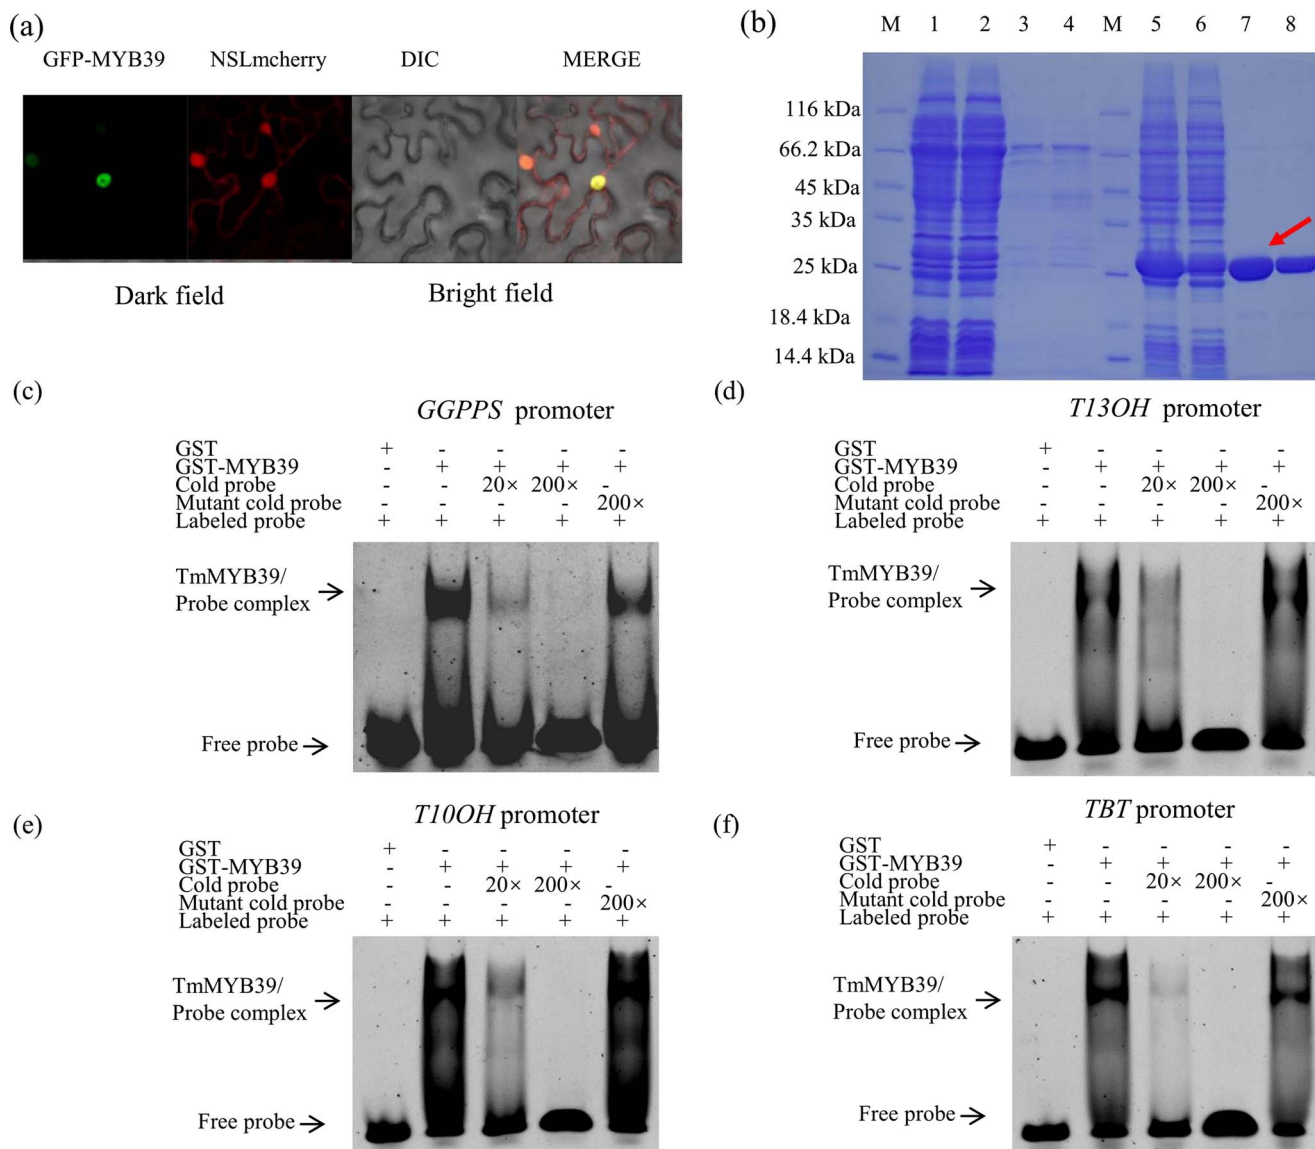 (a)
GFP-MYB39 NSLmcherry DIC MERGE
Dark field Bright field
(b)
M 1 2 3 4 M 5 6 7 8
116 kDa
66.2 kDa
45 kDa
35 kDa
25 kDa
18.4 kDa
14.4 kDa
(c)
GGPPS promoter
GST + - - - -
GST-MYB39 - + + + +
Cold probe - - 20× 200× -
Mutant cold probe - - - - 200×
Labeled probe + + + + +
TmMYB39/
Probe complex
Free probe
(d)
T13OH promoter
GST + - - - -
GST-MYB39 - + + + +
Cold probe - - 20× 200× -
Mutant cold probe - - - - 200×
Labeled probe + + + + +
TmMYB39/
Probe complex
Free probe
(e)
T10OH promoter
GST + - - - -
GST-MYB39 - + + + +
Cold probe - - 20× 200× -
Mutant cold probe - - - - 200×
Labeled probe + + + + +
TmMYB39/
Probe complex
Free probe
(f)
TBT promoter
GST + - - - -
GST-MYB39 - + + + +
Cold probe - - 20× 200× -
Mutant cold probe - - - - 200×
Labeled probe + + + + +
TmMYB39/
Probe complex
Free probe